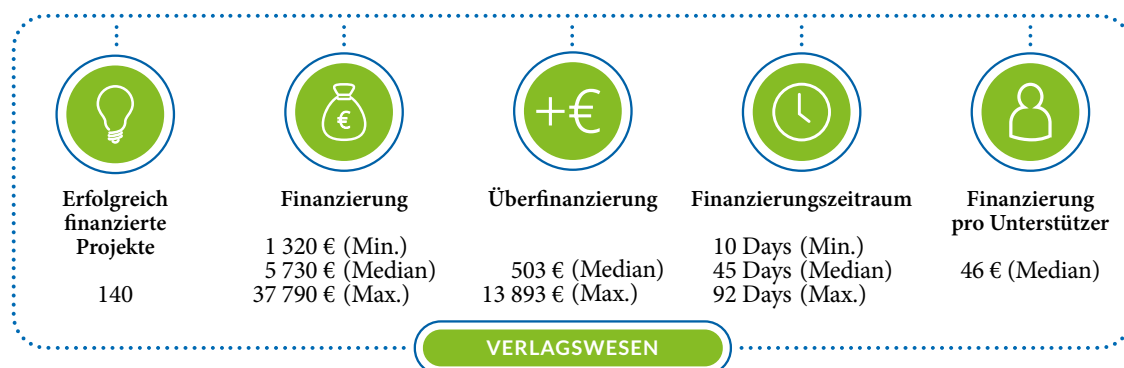 €
+€
Erfolgreich
finanzierte
Projekte
140
Finanzierung
1 320 € (Min.)
5 730 € (Median)
37 790 € (Max.)
Überfinanzierung
503 € (Median)
13 893 € (Max.)
Finanzierungszeitraum
10 Days (Min.)
45 Days (Median)
92 Days (Max.)
Finanzierung
pro Unterstützer
46 € (Median)
VERLAGSWESEN